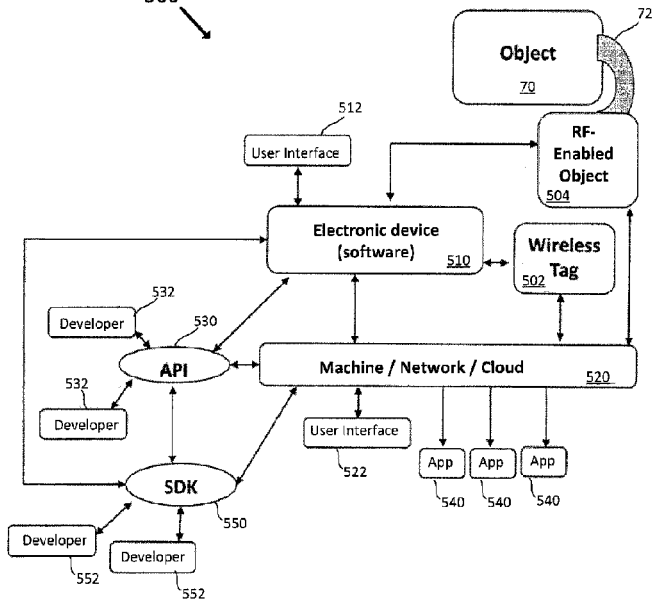 72
Object
70
512
User Interface
RF-
Enabled
Object
504
Electronic device
(software)
510
Wireless
Tag
502
532
Developer
530
API
Machine / Network / Cloud
520
532
Developer
User Interface
522
App
App
App
540
540
540
SDK
550
Developer
552
Developer
552